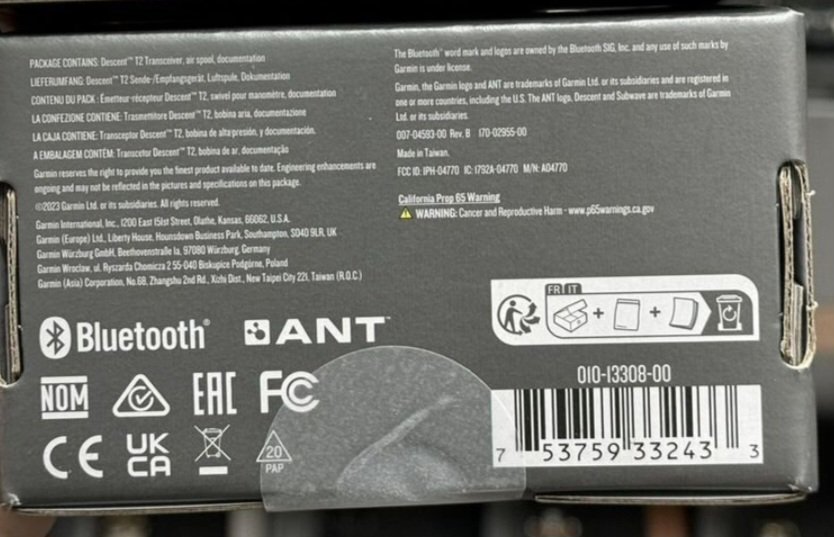 PACKAGE CONTAINS: Descent™ T2 Transceiver, air spool, documentation
LIEFERUMFANG: Descent™ T2 Sende-/Empfangsgerät, Luftspule, Dokumentation
CONTENU DU PACK : Émetteur-récepteur Descent™ T2, swivel pour manomètre, documentation
LA CONFEZIONE CONTIENE: Trasmettitore Descent™ T2, bobina aria, documentazione
LA CAJA CONTIENE: Transceptor Descent™ T2, bobina de alta presión, y documentación.
A EMBALAGEM CONTÉM: Transcetor Descent™ T2, bobina de ar, documentação
Garmin reserves the right to provide you the finest product available to date. Engineering enhancements are
ongoing and may not be reflected in the pictures and specifications on this package.
©2023 Garmin Ltd. or its subsidiaries. All rights reserved.
Garmin International, Inc., 1200 East 151st Street, Olathe, Kansas, 66062, U.S.A.
Garmin (Europe) Ltd., Liberty House, Hounsdown Business Park, Southampton, SO40 9LR, UK
Garmin Würzburg GmbH, Beethovenstraße 1a, 97080 Würzburg, Germany
Garmin Wroclaw, ul. Ryszarda Chomicza 2 55-040 Biskupice Podgórne, Poland
Garmin (Asia) Corporation, No.68, Zhangshu 2nd Rd., Xizhi Dist., New Taipei City 221, Taiwan (R.O.C.)
The Bluetooth® word mark and logos are owned by the Bluetooth SIG, Inc. and any use of such marks by
Garmin is under license.
Garmin, the Garmin logo and ANT are trademarks of Garmin Ltd. or its subsidiaries and are registered in
one or more countries, including the U.S. The ANT logo, Descent and Subwave are trademarks of Garmin
Ltd. or its subsidiaries.
007-04593-00 Rev. B 170-02955-00
Made in Taiwan.
FCC ID: IPH-04770 IC: 1792A-04770 M/N: A04770
California Prop 65 Warning
WARNING: Cancer and Reproductive Harm - www.p65warnings.ca.gov
FR IT
Bluetooth® ANT™
NOM EAC FC
CE UK CA 20 PAP
010-13308-00
7 53759 33243 3